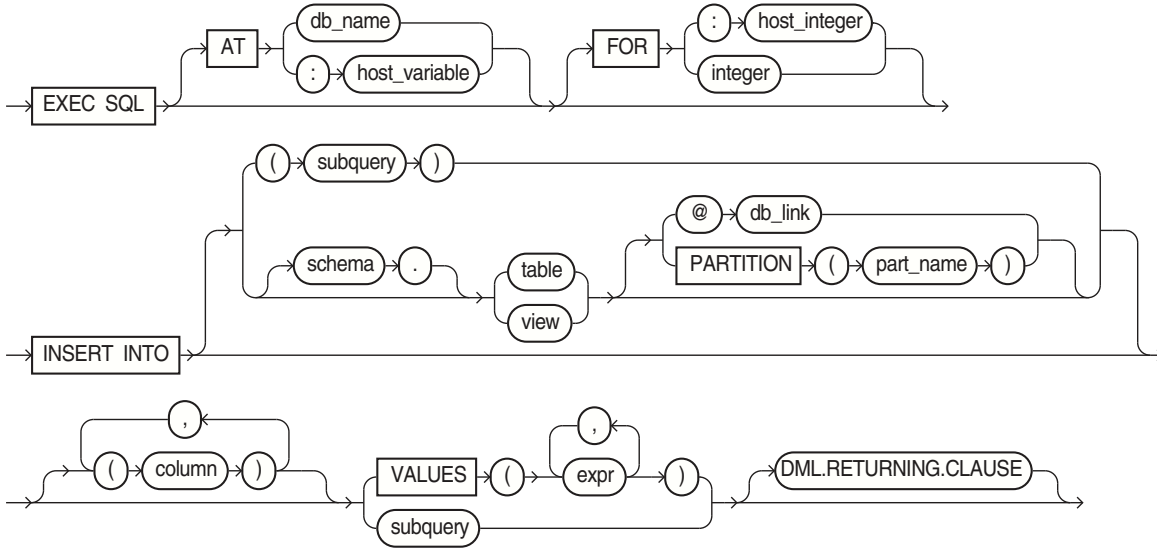 db_name : host_integer
AT FOR
: host_variable integer
EXEC SQL
( subquery )
@ db_link
schema . table PARTITION ( part_name )
view
INSERT INTO
, ,
( column ) VALUES ( expr ) DML.RETURNING.CLAUSE
subquery